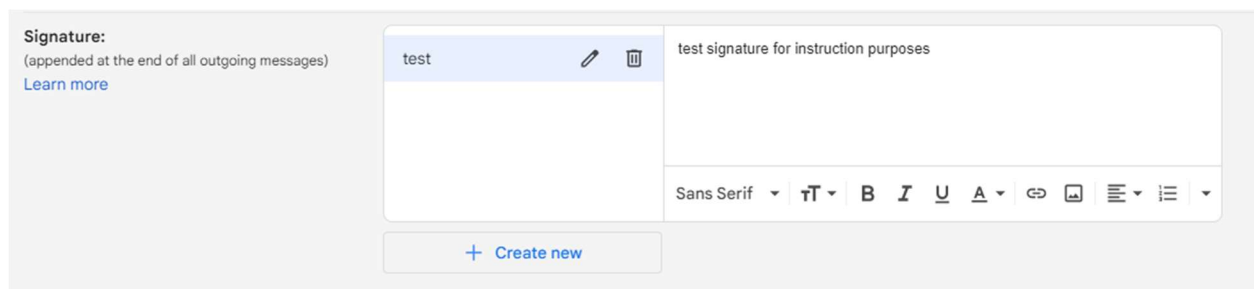 Signature:
(appended at the end of all outgoing messages)
Learn more
test
test signature for instruction purposes
Sans Serif
B I U A
Create new